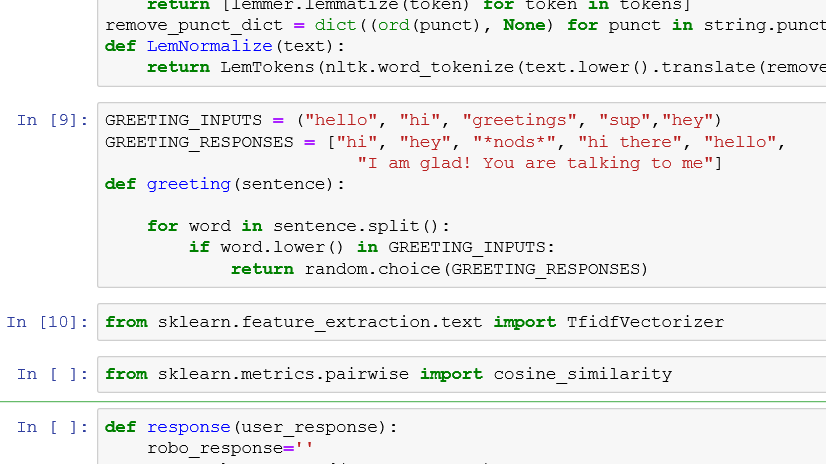 return [lemmer.lemmatize(token) for token in tokens]
remove_punct_dict = dict((ord(punct), None) for punct in string.punct
def LemNormalize(text):
return LemTokens(nltk.word_tokenize(text.lower().translate(remove
In [9]: GREETING_INPUTS = ("hello", "hi", "greetings", "sup","hey")
GREETING_RESPONSES = ["hi", "hey", "*nods*", "hi there", "hello",
"I am glad! You are talking to me"]
def greeting(sentence):
for word in sentence.split():
if word.lower() in GREETING_INPUTS:
return random.choice(GREETING_RESPONSES)
In [10]: from sklearn.feature_extraction.text import TfidfVectorizer
In [ ]: from sklearn.metrics.pairwise import cosine_similarity
In [ ]: def response(user_response):
robo_response=''